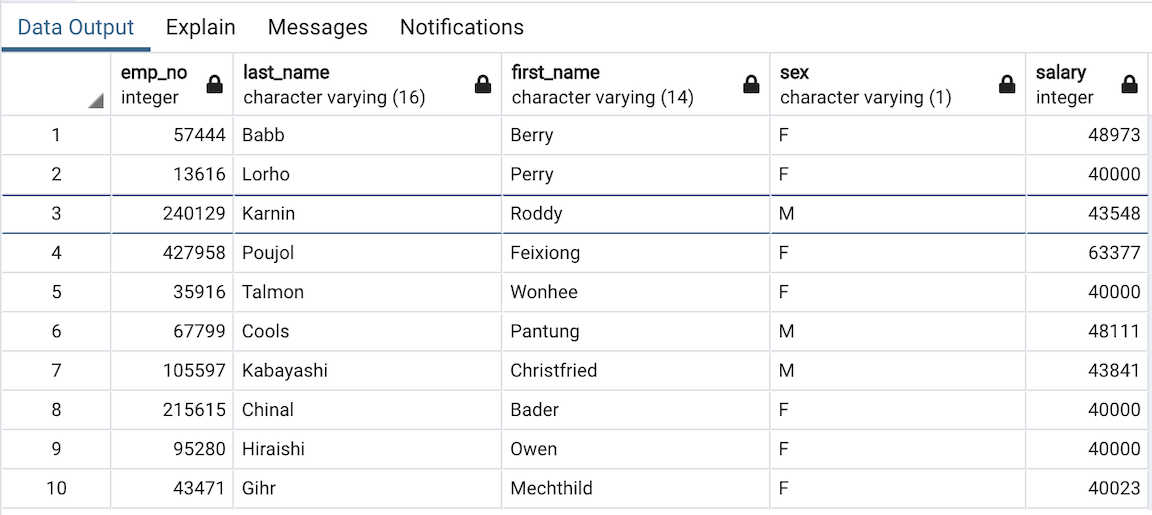 Data Output Explain Messages Notifications
emp_no last_name first_name sex salary
integer character varying (16) character varying (14) character varying (1) integer
1 57444 Babb Berry F 48973
2 13616 Lorho Perry F 40000
3 240129 Karnin Roddy M 43548
4 427958 Poujol Feixiong F 63377
5 35916 Talmon Wonhee F 40000
6 67799 Cools Pantung M 48111
7 105597 Kabayashi Christfried M 43841
8 215615 Chinal Bader F 40000
9 95280 Hiraishi Owen F 40000
10 43471 Gihr Mechthild F 40023